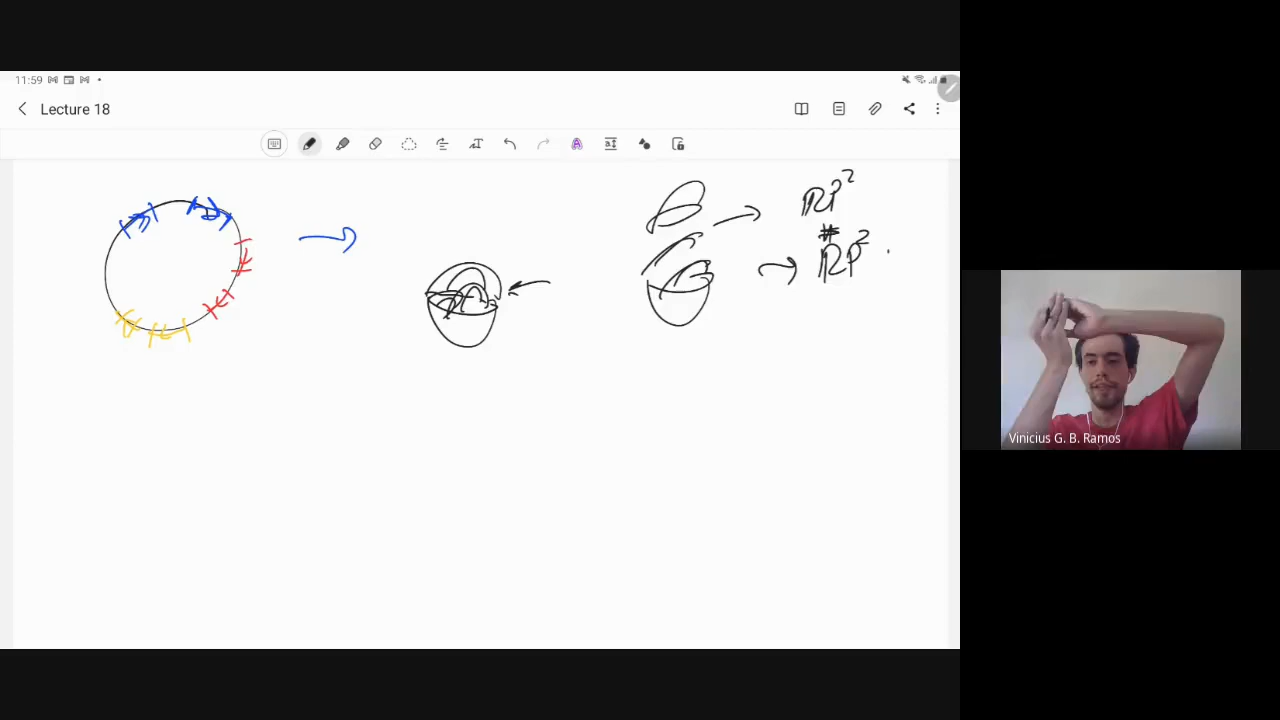 11:59
Lecture 18
RP²
#
RP²
Vinicius G. B. Ramos